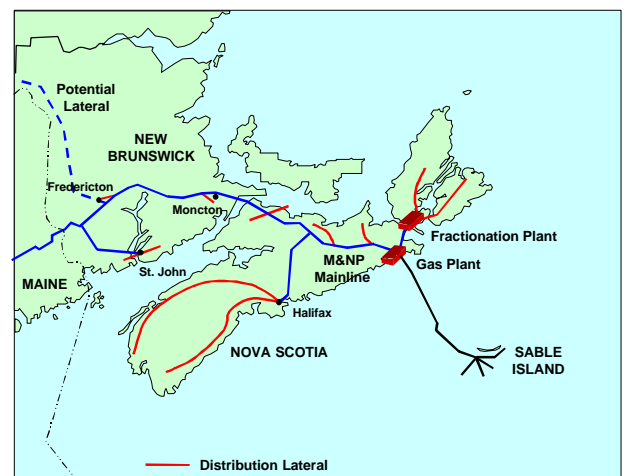 Potential
Lateral
NEW
BRUNSWICK
Fredericton
Moncton
Fractionation Plant
Gas Plant
M&NP
Mainline
St. John
MAINE
Halifax
NOVA SCOTIA
SABLE
ISLAND
Distribution Lateral